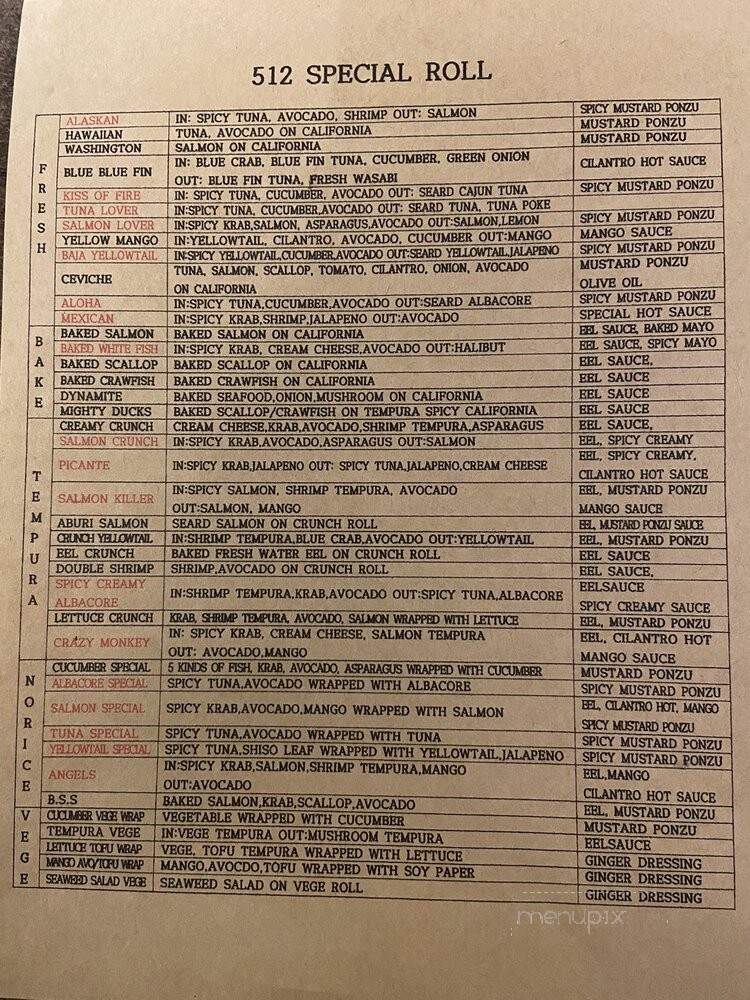 512 SPECIAL ROLL
FRESH
ALASKAN IN: SPICY TUNA, AVOCADO, SHRIMP OUT: SALMON SPICY MUSTARD PONZU
HAWAIIAN TUNA, AVOCADO ON CALIFORNIA MUSTARD PONZU
WASHINGTON SALMON ON CALIFORNIA MUSTARD PONZU
BLUE BLUE FIN IN: BLUE CRAB, BLUE FIN TUNA, CUCUMBER, GREEN ONION CILANTRO HOT SAUCE
OUT: BLUE FIN TUNA, FRESH WASABI
KISS OF FIRE IN: SPICY TUNA, CUCUMBER, AVOCADO OUT: SEARD CAJUN TUNA SPICY MUSTARD PONZU
TUNA LOVER IN:SPICY TUNA, CUCUMBER,AVOCADO OUT: SEARD TUNA, TUNA POKE
SALMON LOVER IN:SPICY KRAB,SALMON, ASPARAGUS,AVOCADO OUT:SALMON,LEMON SPICY MUSTARD PONZU
YELLOW MANGO IN:YELLOWTAIL, CILANTRO, AVOCADO, CUCUMBER OUT:MANGO MANGO SAUCE
BAJA YELLOWTAIL IN:SPICY YELLOWTAIL,CUCUMBER,AVOCADO OUT:SEARD YELLOWTAIL,JALAPENO SPICY MUSTARD PONZU
CEVICHE TUNA, SALMON, SCALLOP, TOMATO, CILANTRO, ONION, AVOCADO MUSTARD PONZU
ON CALIFORNIA OLIVE OIL
ALOHA IN:SPICY TUNA,CUCUMBER,AVOCADO OUT:SEARD ALBACORE SPICY MUSTARD PONZU
MEXICAN IN:SPICY KRAB,SHRIMP,JALAPENO OUT:AVOCADO SPECIAL HOT SAUCE
BAKE
BAKED SALMON BAKED SALMON ON CALIFORNIA EEL SAUCE, BAKED MAYO
BAKED WHITE FISH IN:SPICY KRAB, CREAM CHEESE,AVOCADO OUT:HALIBUT EEL SAUCE, SPICY MAYO
BAKED SCALLOP BAKED SCALLOP ON CALIFORNIA EEL SAUCE,
BAKED CRAWFISH BAKED CRAWFISH ON CALIFORNIA EEL SAUCE
DYNAMITE BAKED SEAFOOD,ONION,MUSHROOM ON CALIFORNIA EEL SAUCE
MIGHTY DUCKS BAKED SCALLOP/CRAWFISH ON TEMPURA SPICY CALIFORNIA EEL SAUCE
TEMPURA
CREAMY CRUNCH CREAM CHEESE,KRAB,AVOCADO,SHRIMP TEMPURA,ASPARAGUS EEL SAUCE,
SALMON CRUNCH IN:SPICY KRAB,AVOCADO,ASPARAGUS OUT:SALMON EEL, SPICY CREAMY
PICANTE IN:SPICY KRAB,JALAPENO OUT: SPICY TUNA,JALAPENO,CREAM CHEESE EEL, SPICY CREAMY,
CILANTRO HOT SAUCE
SALMON KILLER IN:SPICY SALMON, SHRIMP TEMPURA, AVOCADO EEL, MUSTARD PONZU
OUT:SALMON, MANGO MANGO SAUCE
ABURI SALMON SEARD SALMON ON CRUNCH ROLL EEL, MUSTARD PONZU SAUCE
CRUNCH YELLOWTAIL IN:SHRIMP TEMPURA,BLUE CRAB,AVOCADO OUT:YELLOWTAIL EEL, MUSTARD PONZU
EEL CRUNCH BAKED FRESH WATER EEL ON CRUNCH ROLL EEL SAUCE
DOUBLE SHRIMP SHRIMP,AVOCADO ON CRUNCH ROLL EEL SAUCE,
SPICY CREAMY ALBACORE IN:SHRIMP TEMPURA,KRAB,AVOCADO OUT:SPICY TUNA,ALBACORE EELSAUCE
SPICY CREAMY SAUCE
LETTUCE CRUNCH KRAB, SHRIMP TEMPURA, AVOCADO, SALMON WRAPPED WITH LETTUCE EEL, MUSTARD PONZU
CRAZY MONKEY IN: SPICY KRAB, CREAM CHEESE, SALMON TEMPURA EEL, CILANTRO HOT
OUT: AVOCADO,MANGO MANGO SAUCE
NO RICE
CUCUMBER SPECIAL 5 KINDS OF FISH, KRAB, AVOCADO, ASPARAGUS WRAPPED WITH CUCUMBER MUSTARD PONZU
ALBACORE SPECIAL SPICY TUNA,AVOCADO WRAPPED WITH ALBACORE SPICY MUSTARD PONZU
SALMON SPECIAL SPICY KRAB,AVOCADO,MANGO WRAPPED WITH SALMON EEL, CILANTRO HOT, MANGO
SPICY MUSTARD PONZU
TUNA SPECIAL SPICY TUNA,AVOCADO WRAPPED WITH TUNA SPICY MUSTARD PONZU
YELLOWTAIL SPECIAL SPICY TUNA,SHISO LEAF WRAPPED WITH YELLOWTAIL,JALAPENO SPICY MUSTARD PONZU
ANGELS IN:SPICY KRAB,SALMON,SHRIMP TEMPURA,MANGO EEL,MANGO
OUT:AVOCADO CILANTRO HOT SAUCE
B.S.S BAKED SALMON,KRAB,SCALLOP,AVOCADO EEL, MUSTARD PONZU
VEGE
CUCUMBER VEGE WRAP VEGETABLE WRAPPED WITH CUCUMBER MUSTARD PONZU
TEMPURA VEGE IN:VEGE TEMPURA OUT:MUSHROOM TEMPURA EELSAUCE
LETTUCE TOFU WRAP VEGE, TOFU TEMPURA WRAPPED WITH LETTUCE GINGER DRESSING
MANGO AVO/TOFU WRAP MANGO,AVOCDO,TOFU WRAPPED WITH SOY PAPER GINGER DRESSING
SEAWEED SALAD VEGE SEAWEED SALAD ON VEGE ROLL GINGER DRESSING
menupix